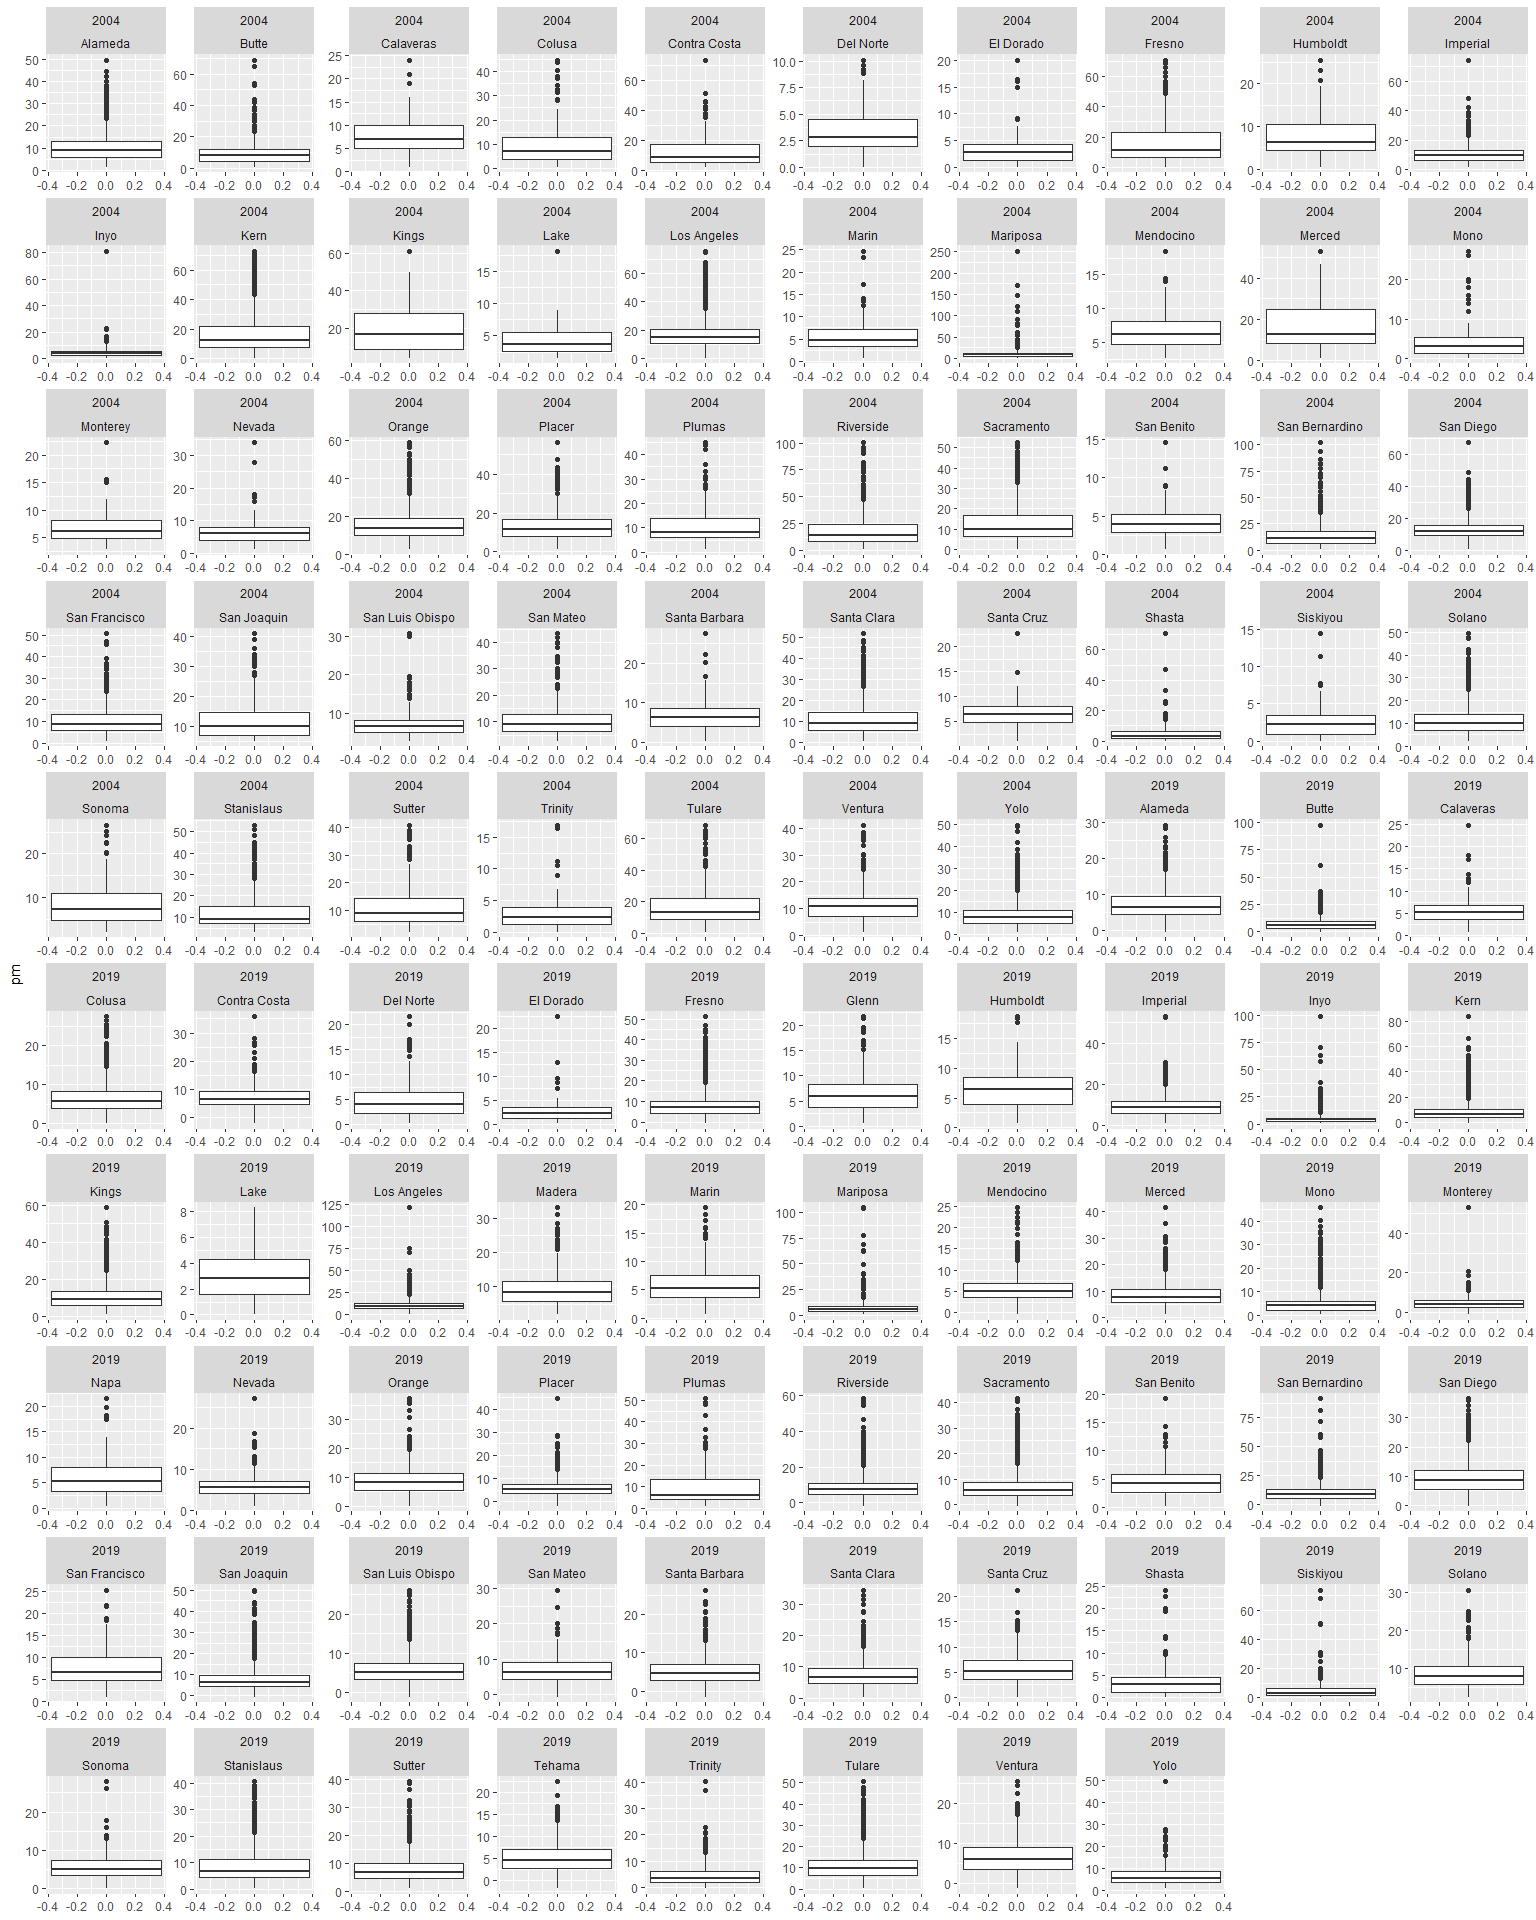 2004 2004 2004 2004 2004 2004 2004 2004 2004 2004
Alameda Butte Calaveras Colusa Contra Costa Del Norte El Dorado Fresno Humboldt Imperial
50 40 30 20 10 0
60 40 20 0
25 20 15 10 5 0
40 30 20 10 0
60 40 20 0
10.0 7.5 5.0 2.5 0.0
20 15 10 5 0
60 40 20 0
20 10 0
60 40 20 0
-0.4 -0.2 0.0 0.2 0.4 -0.4 -0.2 0.0 0.2 0.4 -0.4 -0.2 0.0 0.2 0.4 -0.4 -0.2 0.0 0.2 0.4 -0.4 -0.2 0.0 0.2 0.4 -0.4 -0.2 0.0 0.2 0.4 -0.4 -0.2 0.0 0.2 0.4 -0.4 -0.2 0.0 0.2 0.4 -0.4 -0.2 0.0 0.2 0.4 -0.4 -0.2 0.0 0.2 0.4
2004 2004 2004 2004 2004 2004 2004 2004 2004 2004
Inyo Kern Kings Lake Los Angeles Marin Mariposa Mendocino Merced Mono
80 60 40 20 0
60 40 20 0
60 40 20
15 10 5
60 40 20 0
25 20 15 10 5 0
250 200 150 100 50 0
15 10 5
40 20 0
20 10 0
-0.4 -0.2 0.0 0.2 0.4 -0.4 -0.2 0.0 0.2 0.4 -0.4 -0.2 0.0 0.2 0.4 -0.4 -0.2 0.0 0.2 0.4 -0.4 -0.2 0.0 0.2 0.4 -0.4 -0.2 0.0 0.2 0.4 -0.4 -0.2 0.0 0.2 0.4 -0.4 -0.2 0.0 0.2 0.4 -0.4 -0.2 0.0 0.2 0.4 -0.4 -0.2 0.0 0.2 0.4
2004 2004 2004 2004 2004 2004 2004 2004 2004 2004
Monterey Nevada Orange Placer Plumas Riverside Sacramento San Benito San Bernardino San Diego
20 15 10 5
30 20 10 0
60 40 20 0
40 20 0
40 30 20 10 0
100 75 50 25 0
50 40 30 20 10 0
15 10 5 0
100 75 50 25 0
60 40 20 0
-0.4 -0.2 0.0 0.2 0.4 -0.4 -0.2 0.0 0.2 0.4 -0.4 -0.2 0.0 0.2 0.4 -0.4 -0.2 0.0 0.2 0.4 -0.4 -0.2 0.0 0.2 0.4 -0.4 -0.2 0.0 0.2 0.4 -0.4 -0.2 0.0 0.2 0.4 -0.4 -0.2 0.0 0.2 0.4 -0.4 -0.2 0.0 0.2 0.4 -0.4 -0.2 0.0 0.2 0.4
2004 2004 2004 2004 2004 2004 2004 2004 2004 2004
San Francisco San Joaquin San Luis Obispo San Mateo Santa Barbara Santa Clara Santa Cruz Shasta Siskiyou Solano
50 40 30 20 10 0
40 30 20 10
30 20 10 0
40 30 20 10 0
20 10 0
50 40 30 20 10 0
20 15 10 5
60 40 20 0
15 10 5 0
50 40 30 20 10 0
-0.4 -0.2 0.0 0.2 0.4 -0.4 -0.2 0.0 0.2 0.4 -0.4 -0.2 0.0 0.2 0.4 -0.4 -0.2 0.0 0.2 0.4 -0.4 -0.2 0.0 0.2 0.4 -0.4 -0.2 0.0 0.2 0.4 -0.4 -0.2 0.0 0.2 0.4 -0.4 -0.2 0.0 0.2 0.4 -0.4 -0.2 0.0 0.2 0.4 -0.4 -0.2 0.0 0.2 0.4
2004 2004 2004 2004 2004 2004 2004 2019 2019 2019
Sonoma Stanislaus Sutter Trinity Tulare Ventura Yolo Alameda Butte Calaveras
20 10
50 40 30 20 10
40 30 20 10
15 10 5 0
60 40 20 0
40 30 20 10 0
50 40 30 20 10 0
30 20 10 0
100 75 50 25 0
25 20 15 10 5 0
-0.4 -0.2 0.0 0.2 0.4 -0.4 -0.2 0.0 0.2 0.4 -0.4 -0.2 0.0 0.2 0.4 -0.4 -0.2 0.0 0.2 0.4 -0.4 -0.2 0.0 0.2 0.4 -0.4 -0.2 0.0 0.2 0.4 -0.4 -0.2 0.0 0.2 0.4 -0.4 -0.2 0.0 0.2 0.4 -0.4 -0.2 0.0 0.2 0.4 -0.4 -0.2 0.0 0.2 0.4
pm
2019 2019 2019 2019 2019 2019 2019 2019 2019 2019
Colusa Contra Costa Del Norte El Dorado Fresno Glenn Humboldt Imperial Inyo Kern
20 10 0
30 20 10 0
20 15 10 5 0
20 15 10 5 0
50 40 30 20 10 0
20 15 10 5 0
15 10 5 0
40 20 0
100 75 50 25 0
80 60 40 20 0
-0.4 -0.2 0.0 0.2 0.4 -0.4 -0.2 0.0 0.2 0.4 -0.4 -0.2 0.0 0.2 0.4 -0.4 -0.2 0.0 0.2 0.4 -0.4 -0.2 0.0 0.2 0.4 -0.4 -0.2 0.0 0.2 0.4 -0.4 -0.2 0.0 0.2 0.4 -0.4 -0.2 0.0 0.2 0.4 -0.4 -0.2 0.0 0.2 0.4 -0.4 -0.2 0.0 0.2 0.4
2019 2019 2019 2019 2019 2019 2019 2019 2019 2019
Kings Lake Los Angeles Madera Marin Mariposa Mendocino Merced Mono Monterey
60 40 20 0
8 6 4 2 0
125 100 75 50 25 0
30 20 10
20 15 10 5 0
100 75 50 25 0
25 20 15 10 5 0
40 30 20 10 0
40 30 20 10 0
40 20 0
-0.4 -0.2 0.0 0.2 0.4 -0.4 -0.2 0.0 0.2 0.4 -0.4 -0.2 0.0 0.2 0.4 -0.4 -0.2 0.0 0.2 0.4 -0.4 -0.2 0.0 0.2 0.4 -0.4 -0.2 0.0 0.2 0.4 -0.4 -0.2 0.0 0.2 0.4 -0.4 -0.2 0.0 0.2 0.4 -0.4 -0.2 0.0 0.2 0.4 -0.4 -0.2 0.0 0.2 0.4
2019 2019 2019 2019 2019 2019 2019 2019 2019 2019
Napa Nevada Orange Placer Plumas Riverside Sacramento San Benito San Bernardino San Diego
20 15 10 5 0
20 10 0
30 20 10 0
40 30 20 10 0
50 40 30 20 10 0
60 40 20 0
40 30 20 10 0
20 15 10 5 0
75 50 25 0
30 20 10 0
-0.4 -0.2 0.0 0.2 0.4 -0.4 -0.2 0.0 0.2 0.4 -0.4 -0.2 0.0 0.2 0.4 -0.4 -0.2 0.0 0.2 0.4 -0.4 -0.2 0.0 0.2 0.4 -0.4 -0.2 0.0 0.2 0.4 -0.4 -0.2 0.0 0.2 0.4 -0.4 -0.2 0.0 0.2 0.4 -0.4 -0.2 0.0 0.2 0.4 -0.4 -0.2 0.0 0.2 0.4
2019 2019 2019 2019 2019 2019 2019 2019 2019 2019
San Francisco San Joaquin San Luis Obispo San Mateo Santa Barbara Santa Clara Santa Cruz Shasta Siskiyou Solano
25 20 15 10 5 0
50 40 30 20 10 0
20 10 0
30 20 10 0
20 10 0
30 20 10 0
20 15 10 5 0
25 20 15 10 5 0
60 40 20 0
30 20 10
-0.4 -0.2 0.0 0.2 0.4 -0.4 -0.2 0.0 0.2 0.4 -0.4 -0.2 0.0 0.2 0.4 -0.4 -0.2 0.0 0.2 0.4 -0.4 -0.2 0.0 0.2 0.4 -0.4 -0.2 0.0 0.2 0.4 -0.4 -0.2 0.0 0.2 0.4 -0.4 -0.2 0.0 0.2 0.4 -0.4 -0.2 0.0 0.2 0.4 -0.4 -0.2 0.0 0.2 0.4
2019 2019 2019 2019 2019 2019 2019 2019
Sonoma Stanislaus Sutter Tehama Trinity Tulare Ventura Yolo
20 10 0
40 30 20 10 0
40 30 20 10 0
20 15 10 5 0
40 30 20 10 0
50 40 30 20 10 0
20 10 0
50 40 30 20 10 0
-0.4 -0.2 0.0 0.2 0.4 -0.4 -0.2 0.0 0.2 0.4 -0.4 -0.2 0.0 0.2 0.4 -0.4 -0.2 0.0 0.2 0.4 -0.4 -0.2 0.0 0.2 0.4 -0.4 -0.2 0.0 0.2 0.4 -0.4 -0.2 0.0 0.2 0.4 -0.4 -0.2 0.0 0.2 0.4